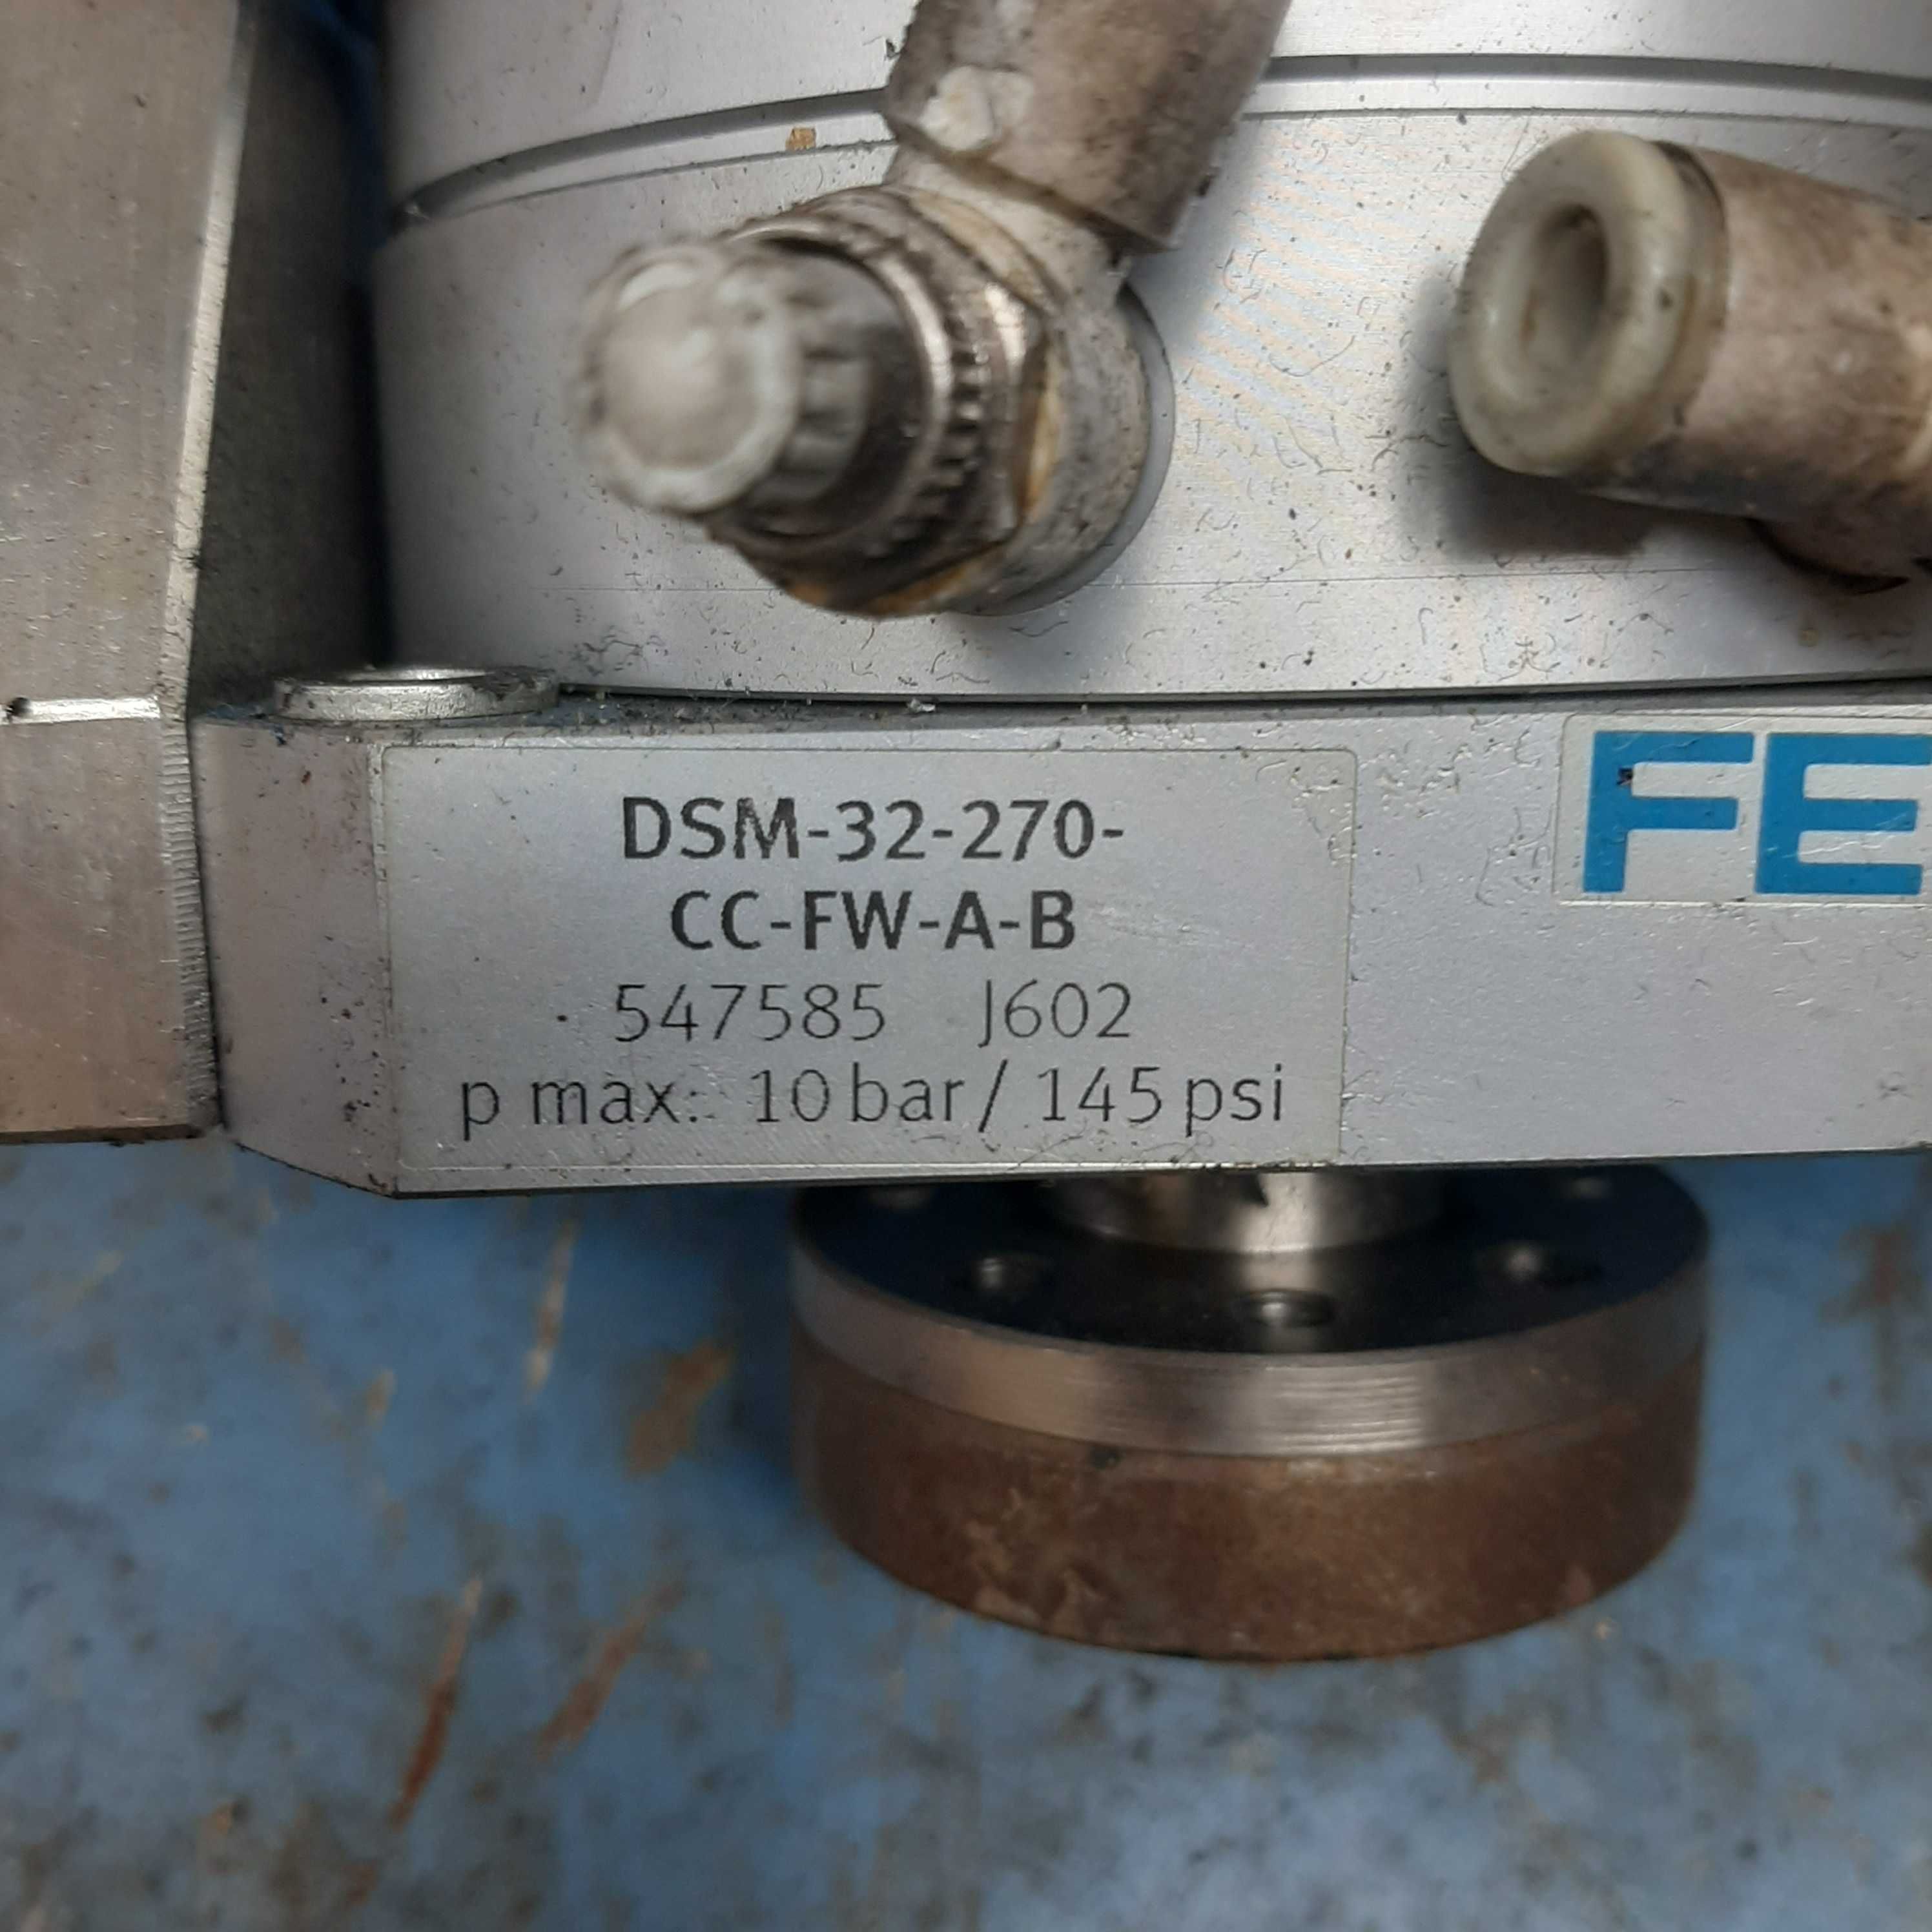 DSM-32-270-
CC-FW-A-B
547585 J602
p max: 10 bar / 145 psi
FE